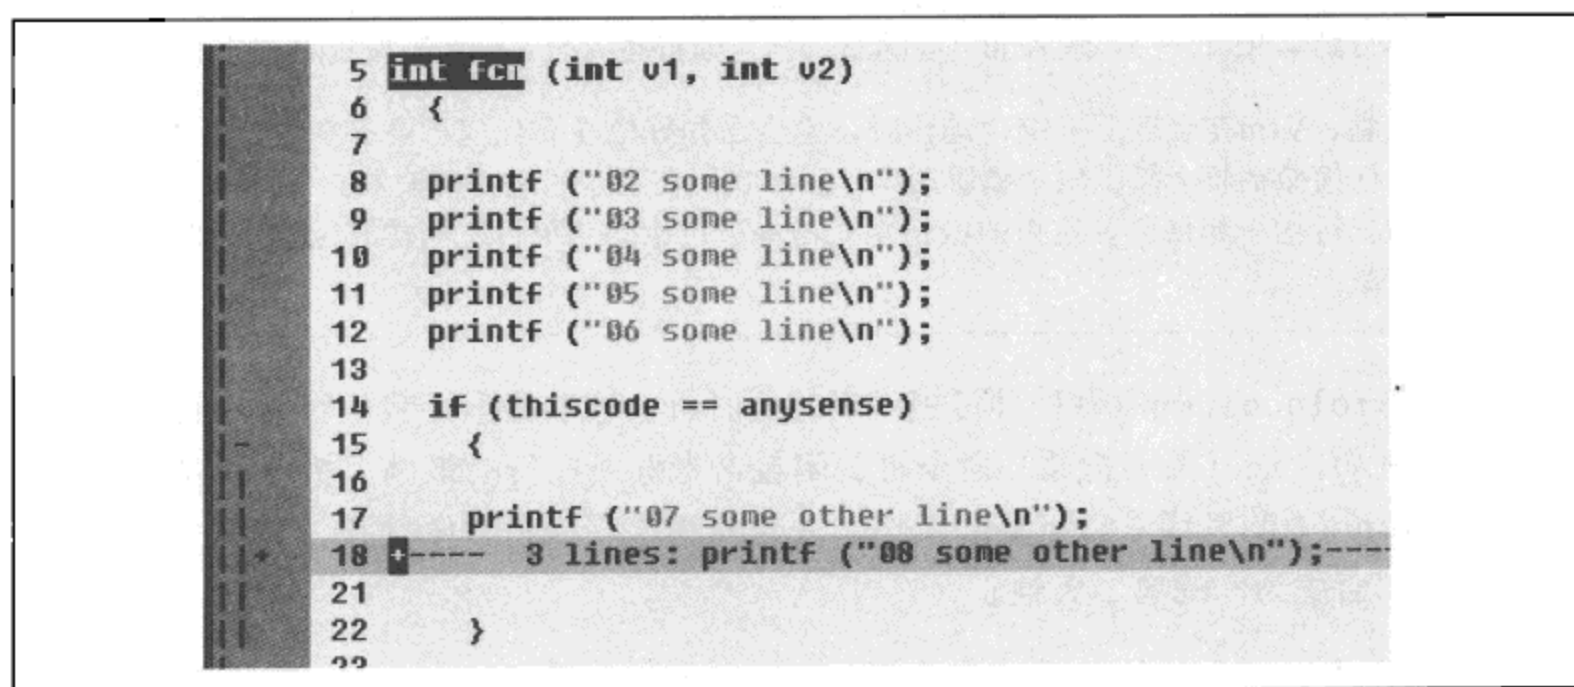 5 int fcn (int v1, int v2)
6 {
7
8 printf ("02 some line\n");
9 printf ("03 some line\n");
10 printf ("04 some line\n");
11 printf ("05 some line\n");
12 printf ("06 some line\n");
13
14 if (thiscode == anysense)
- 15 {
16
17 printf ("07 some other line\n");
+ 18 +---- 3 lines: printf ("08 some other line\n");----
21
22 }